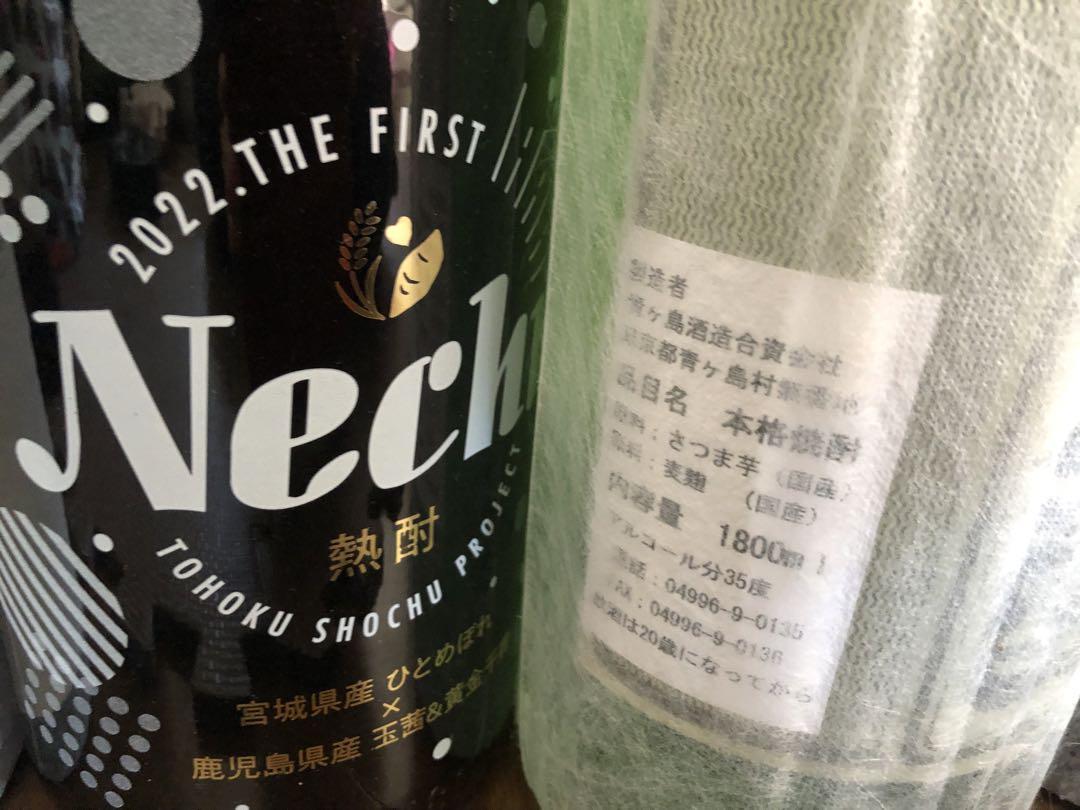 2022.THE FIRST
Nech
熱酎
TOHOKU SHOCHU PROJECT
宮城県産 ひとめぼれ
×
鹿児島県産 玉茜&黄金千
製造者
青ヶ島酒造合資会社
東京都青ヶ島村
品目名 本格焼酎
原料:さつま芋(国産)
原料:麦麹(国産)
内容量 1800ml
アルコール分35度
電話:04996-9-0135
FAX:04996-9-0136
飲酒は20歳になってから